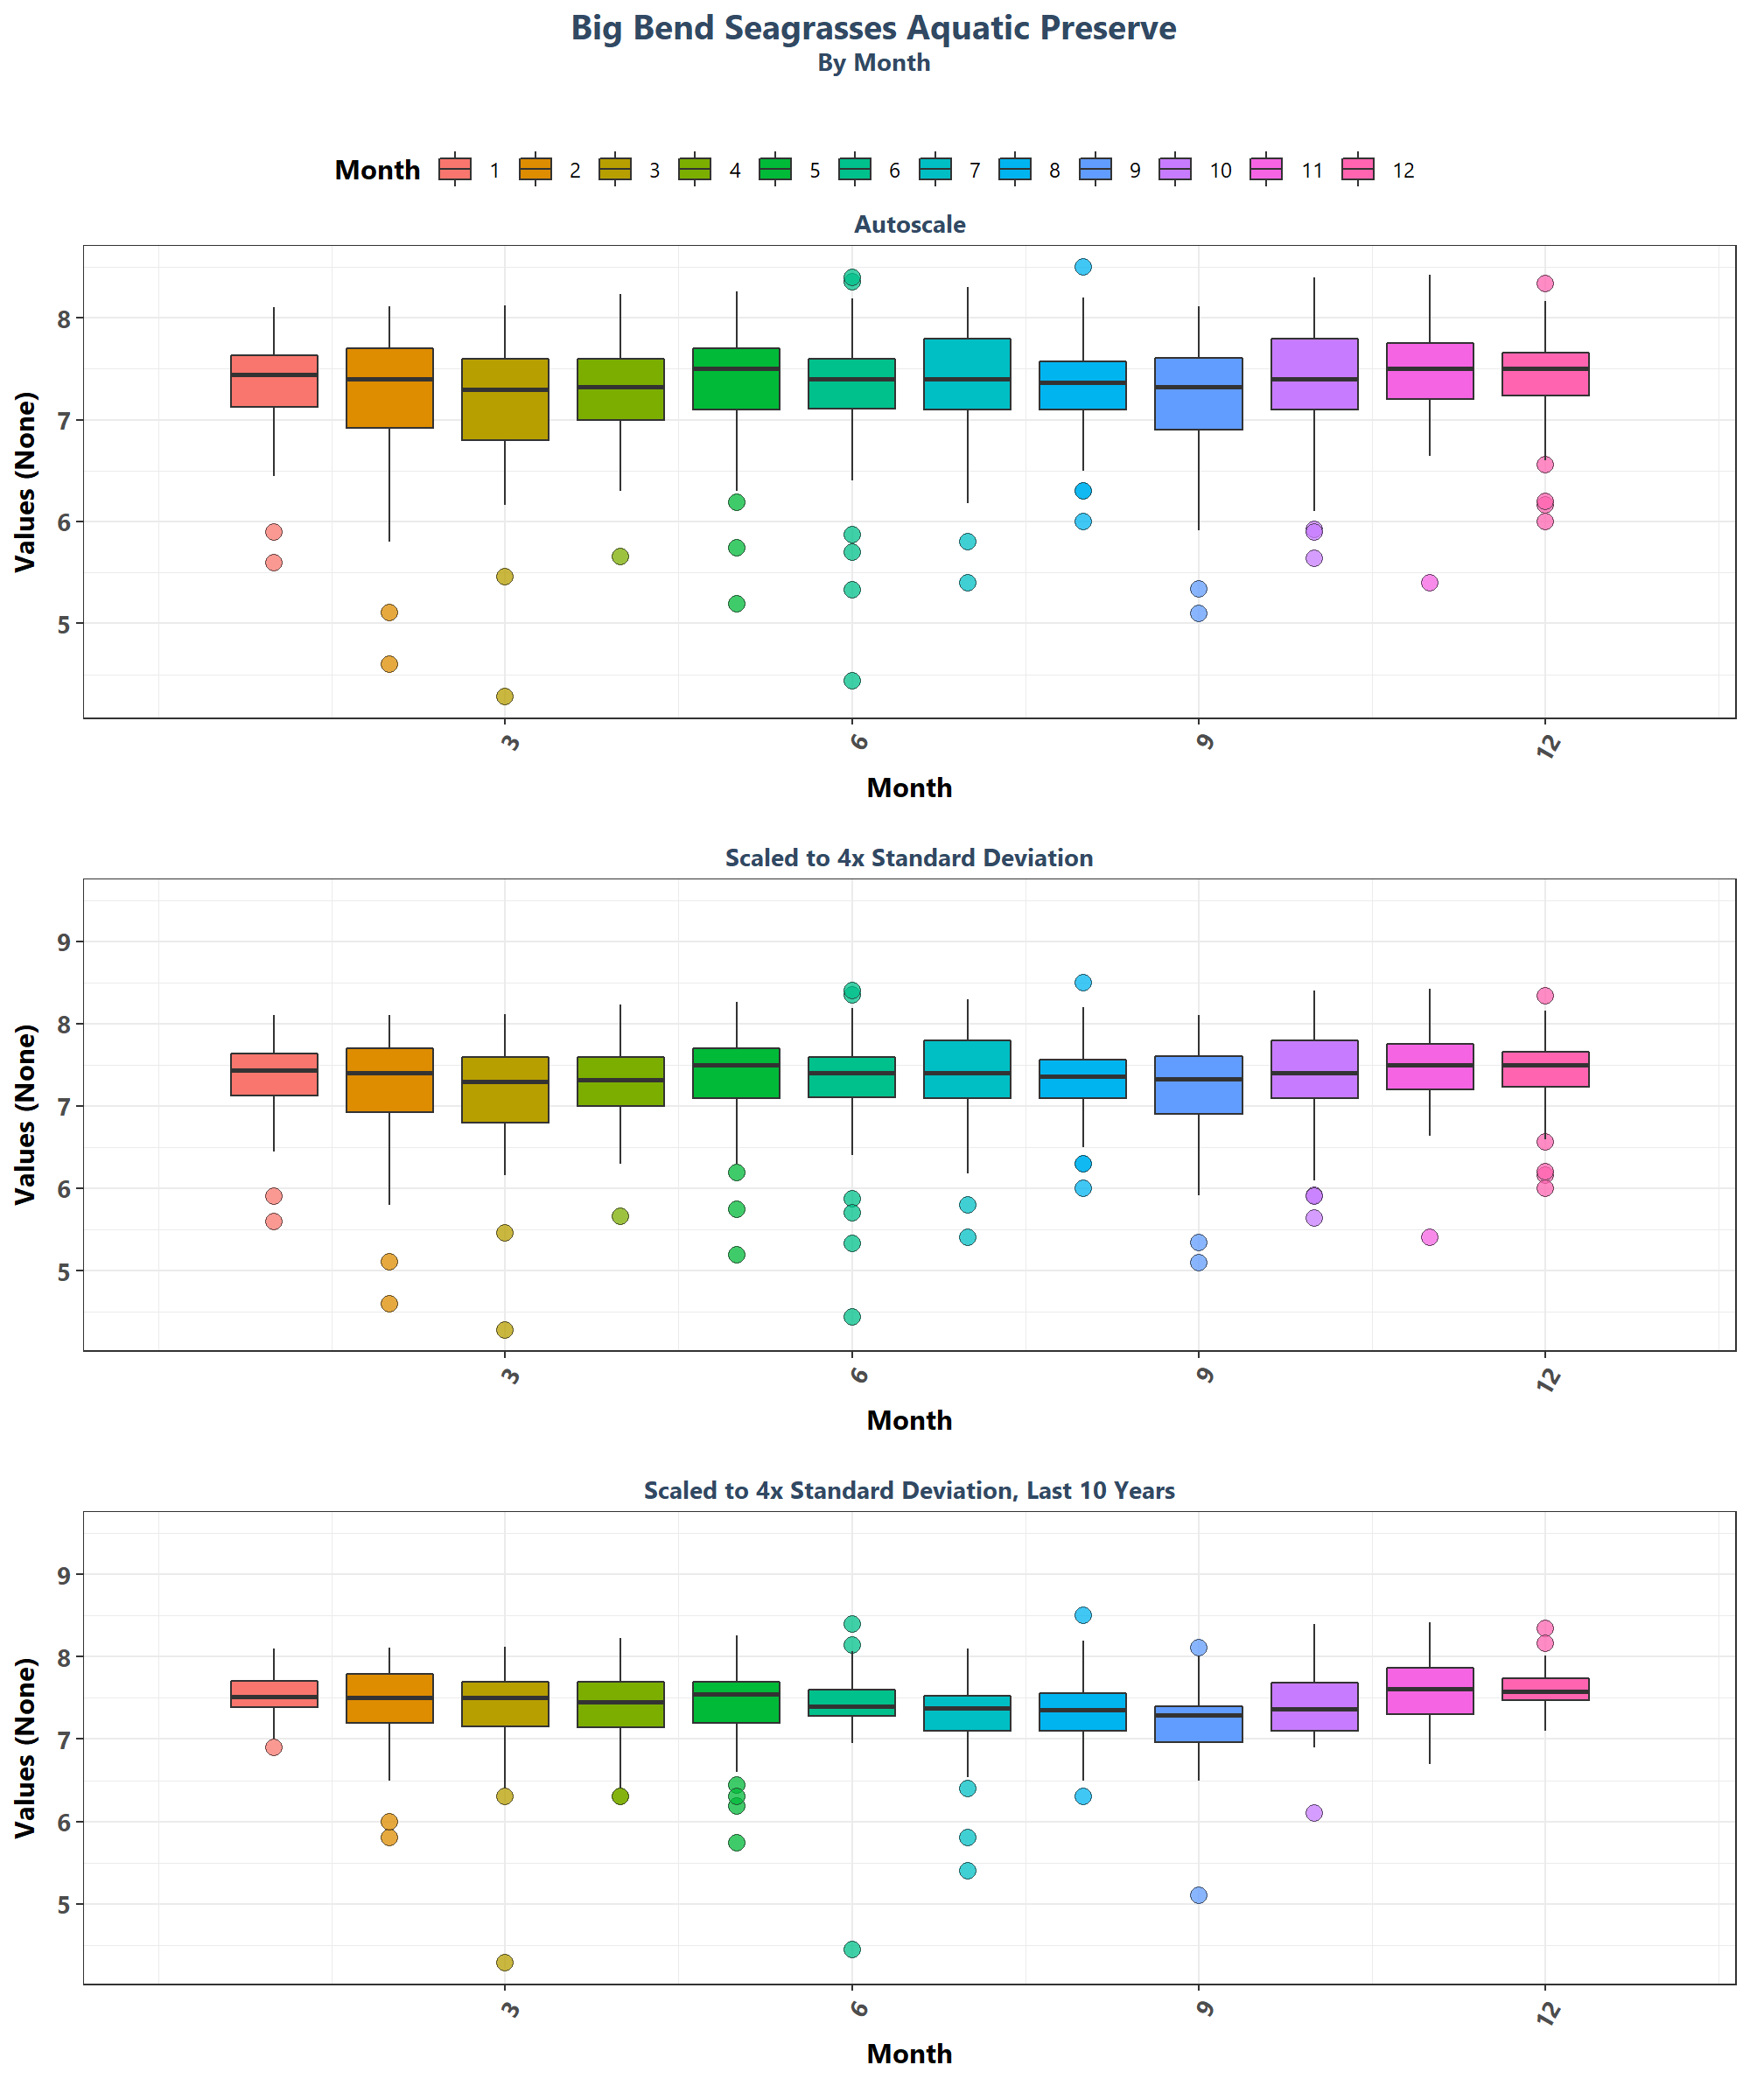 Big Bend Seagrasses Aquatic Preserve
By Month
Month 1 2 3 4 5 6 7 8 9 10 11 12
Autoscale
Values (None)
8
7
6
5
3 6 9 12
Month
Scaled to 4x Standard Deviation
Values (None)
9
8
7
6
5
3 6 9 12
Month
Scaled to 4x Standard Deviation, Last 10 Years
Values (None)
9
8
7
6
5
3 6 9 12
Month